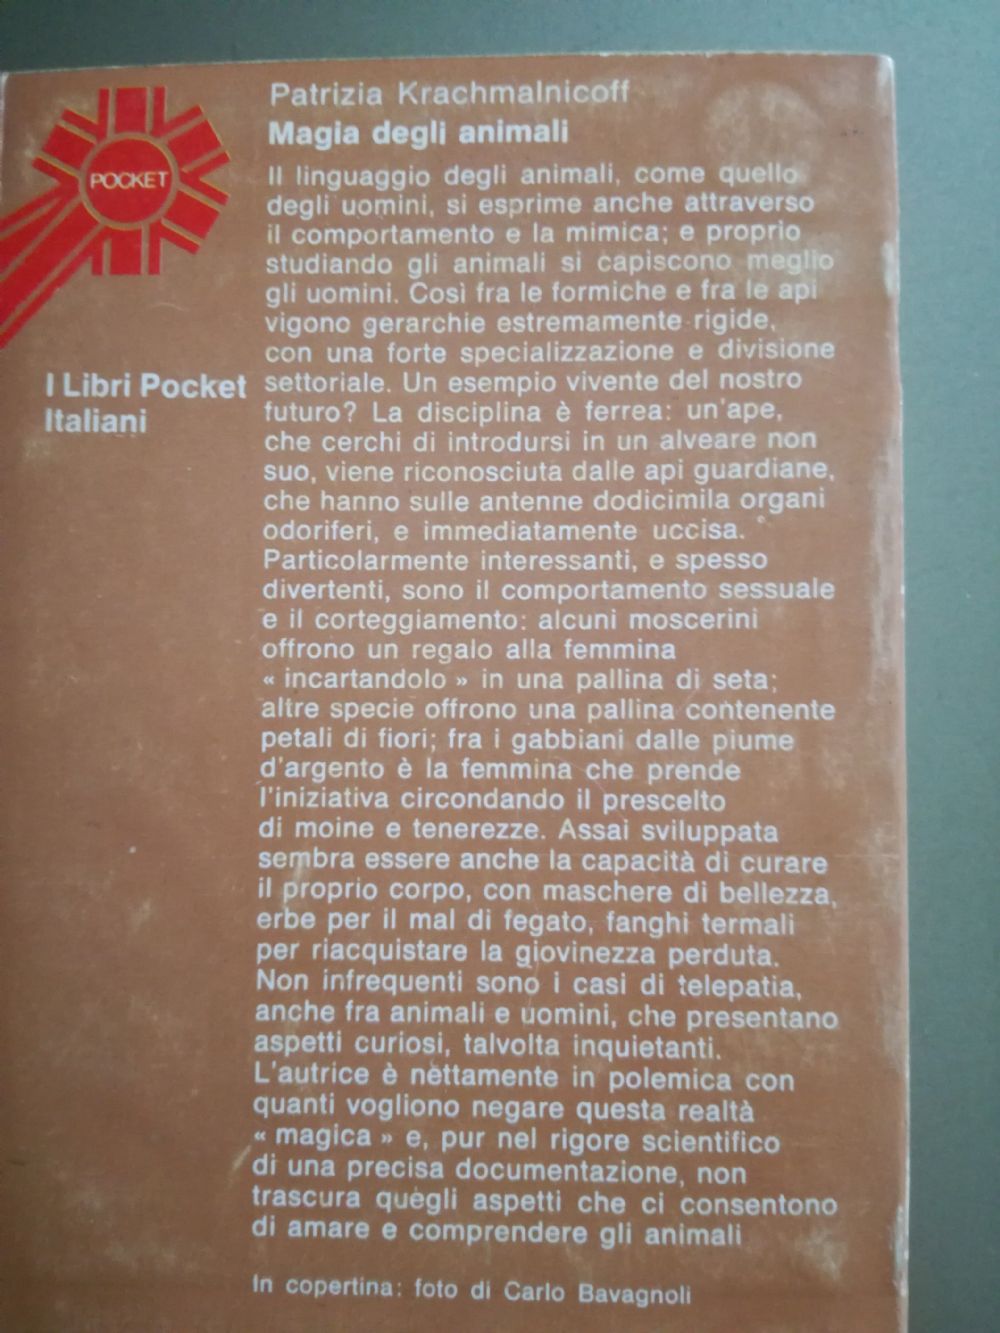 Patrizia Krachmalnicoff
Magia degli animali
POCKET
I Libri Pocket
Italiani
Il linguaggio degli animali, come quello
degli uomini, si esprime anche attraverso
il comportamento e la mimica; e proprio
studiando gli animali si capiscono meglio
gli uomini. Così fra le formiche e fra le api
vigono gerarchie estremamente rigide,
con una forte specializzazione e divisione
settoriale. Un esempio vivente del nostro
futuro? La disciplina è ferrea: un'ape,
che cerchi di introdursi in un alveare non
suo, viene riconosciuta dalle api guardiane,
che hanno sulle antenne dodicimila organi
odoriferi, e immediatamente uccisa.
Particolarmente interessanti, e spesso
divertenti, sono il comportamento sessuale
e il corteggiamento: alcuni moscerini
offrono un regalo alla femmina
« incartandolo » in una pallina di seta;
altre specie offrono una pallina contenente
petali di fiori; fra i gabbiani dalle piume
d'argento è la femmina che prende
l'iniziativa circondando il prescelto
di moine e tenerezze. Assai sviluppata
sembra essere anche la capacità di curare
il proprio corpo, con maschere di bellezza,
erbe per il mal di fegato, fanghi termali
per riacquistare la giovinezza perduta.
Non infrequenti sono i casi di telepatia,
anche fra animali e uomini, che presentano
aspetti curiosi, talvolta inquietanti.
L'autrice è nettamente in polemica con
quanti vogliono negare questa realtà
« magica » e, pur nel rigore scientifico
di una precisa documentazione, non
trascura quegli aspetti che ci consentono
di amare e comprendere gli animali
In copertina: foto di Carlo Bavagnoli